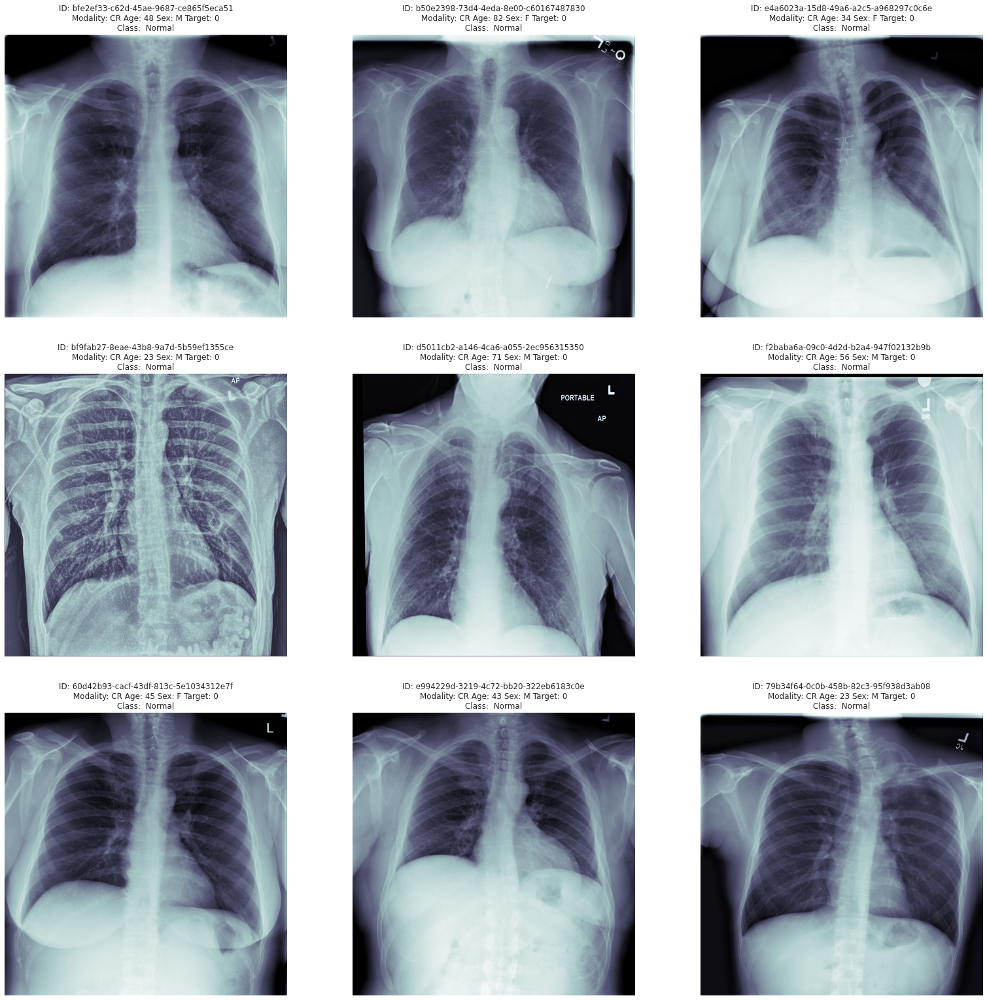 ID: bfe2ef33-c62d-45ae-9687-ce865f5eca51
Modality: CR Age: 48 Sex: M Target: 0
Class: Normal
L
ID: b50e2398-73d4-4eda-8e00-c60167487830
Modality: CR Age: 82 Sex: F Target: 0
Class: Normal
L
ID: e4a6023a-15d8-49a6-a2c5-a968297c0c6e
Modality: CR Age: 34 Sex: F Target: 0
Class: Normal
L
ID: bf9fab27-8eae-43b8-9a7d-5b59ef1355ce
Modality: CR Age: 23 Sex: M Target: 0
Class: Normal
AP
L
ID: d5011cb2-a146-4ca6-a055-2ec956315350
Modality: CR Age: 71 Sex: M Target: 0
Class: Normal
L
PORTABLE
AP
ID: f2baba6a-09c0-4d2d-b2a4-947f02132b9b
Modality: CR Age: 56 Sex: M Target: 0
Class: Normal
L
ID: 60d42b93-cacf-43df-813c-5e1034312e7f
Modality: CR Age: 45 Sex: F Target: 0
Class: Normal
L
ID: e994229d-3219-4c72-bb20-322eb6183c0e
Modality: CR Age: 43 Sex: M Target: 0
Class: Normal
L
ID: 79b34f64-0c0b-458b-82c3-95f938d3ab08
Modality: CR Age: 23 Sex: M Target: 0
Class: Normal
L
JC